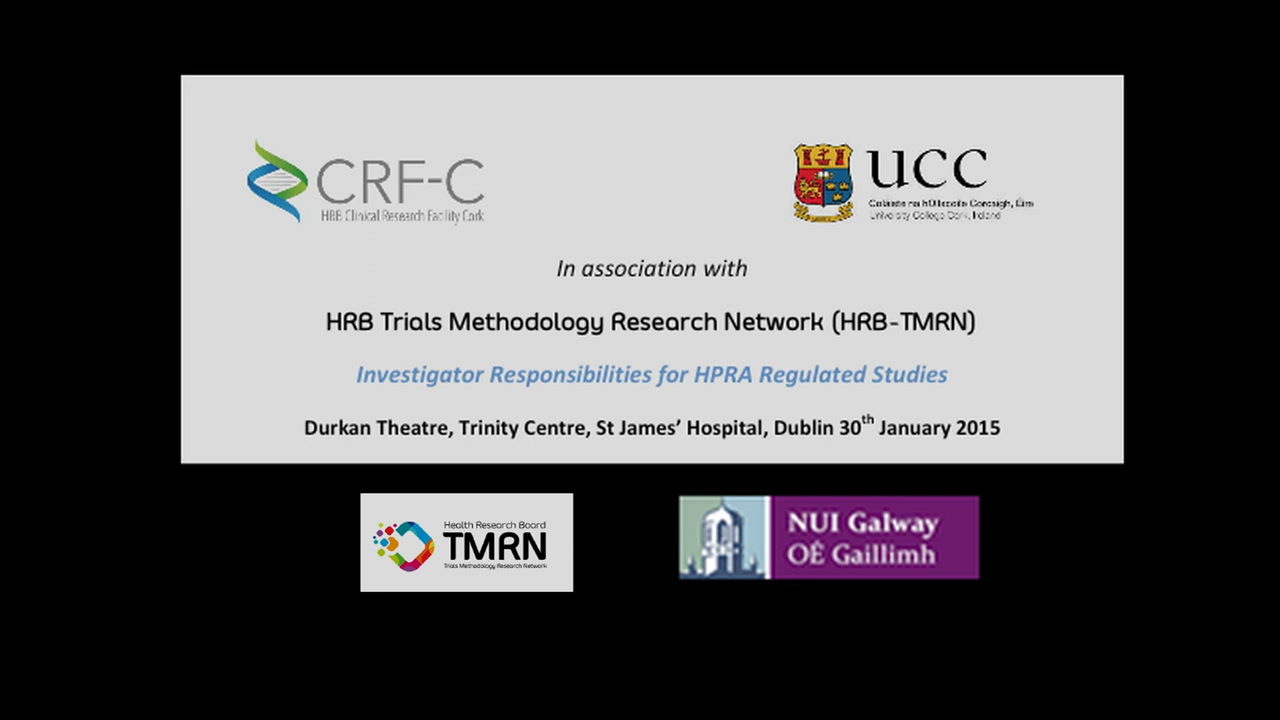 CRF-C
HRB Clinical Research Facility Cork
UCC
Coláiste na hOllscoile Corcaigh, Éire
University College Cork, Ireland
In association with
HRB Trials Methodology Research Network (HRB-TMRN)
Investigator Responsibilities for HPRA Regulated Studies
Durkan Theatre, Trinity Centre, St James’ Hospital, Dublin 30th January 2015
Health Research Board
TMRN
Trials Methodology Research Network
NUI Galway
OÉ Gaillimh